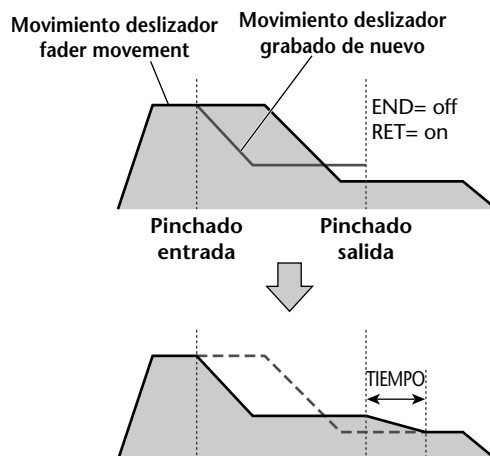 Movimiento deslizador
fader movement
Movimiento deslizador
grabado de nuevo
END= off
RET= on
Pinchado
entrada
Pinchado
salida
TIEMPO